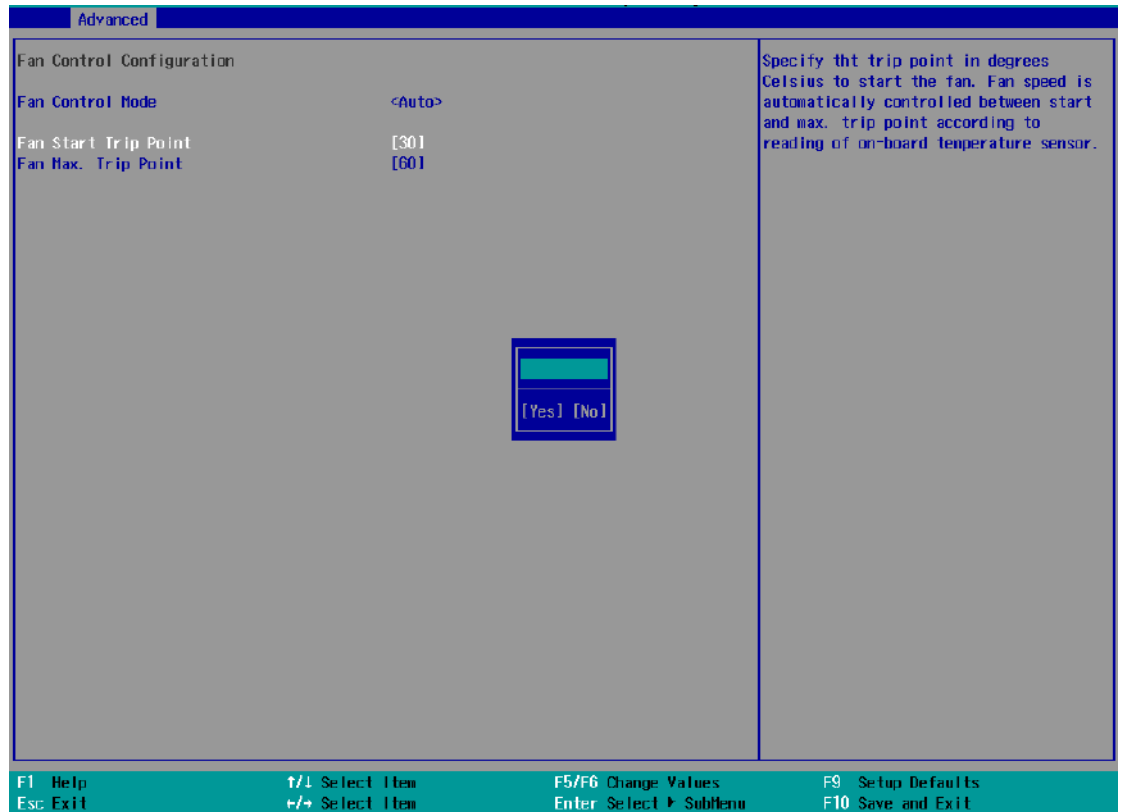 Advanced
Fan Control Configuration
Fan Control Mode <Auto>
Fan Start Trip Point [30]
Fan Max. Trip Point [60]
Specify tht trip point in degrees
Celsius to start the fan. Fan speed is
automatically controlled between start
and max. trip point according to
reading of on-board temperature sensor.
[Yes] [No]
F1 Help ↑/↓ Select Item F5/F6 Change Values F9 Setup Defaults
Esc Exit ←/→ Select Item Enter Select ▶ SubMenu F10 Save and Exit